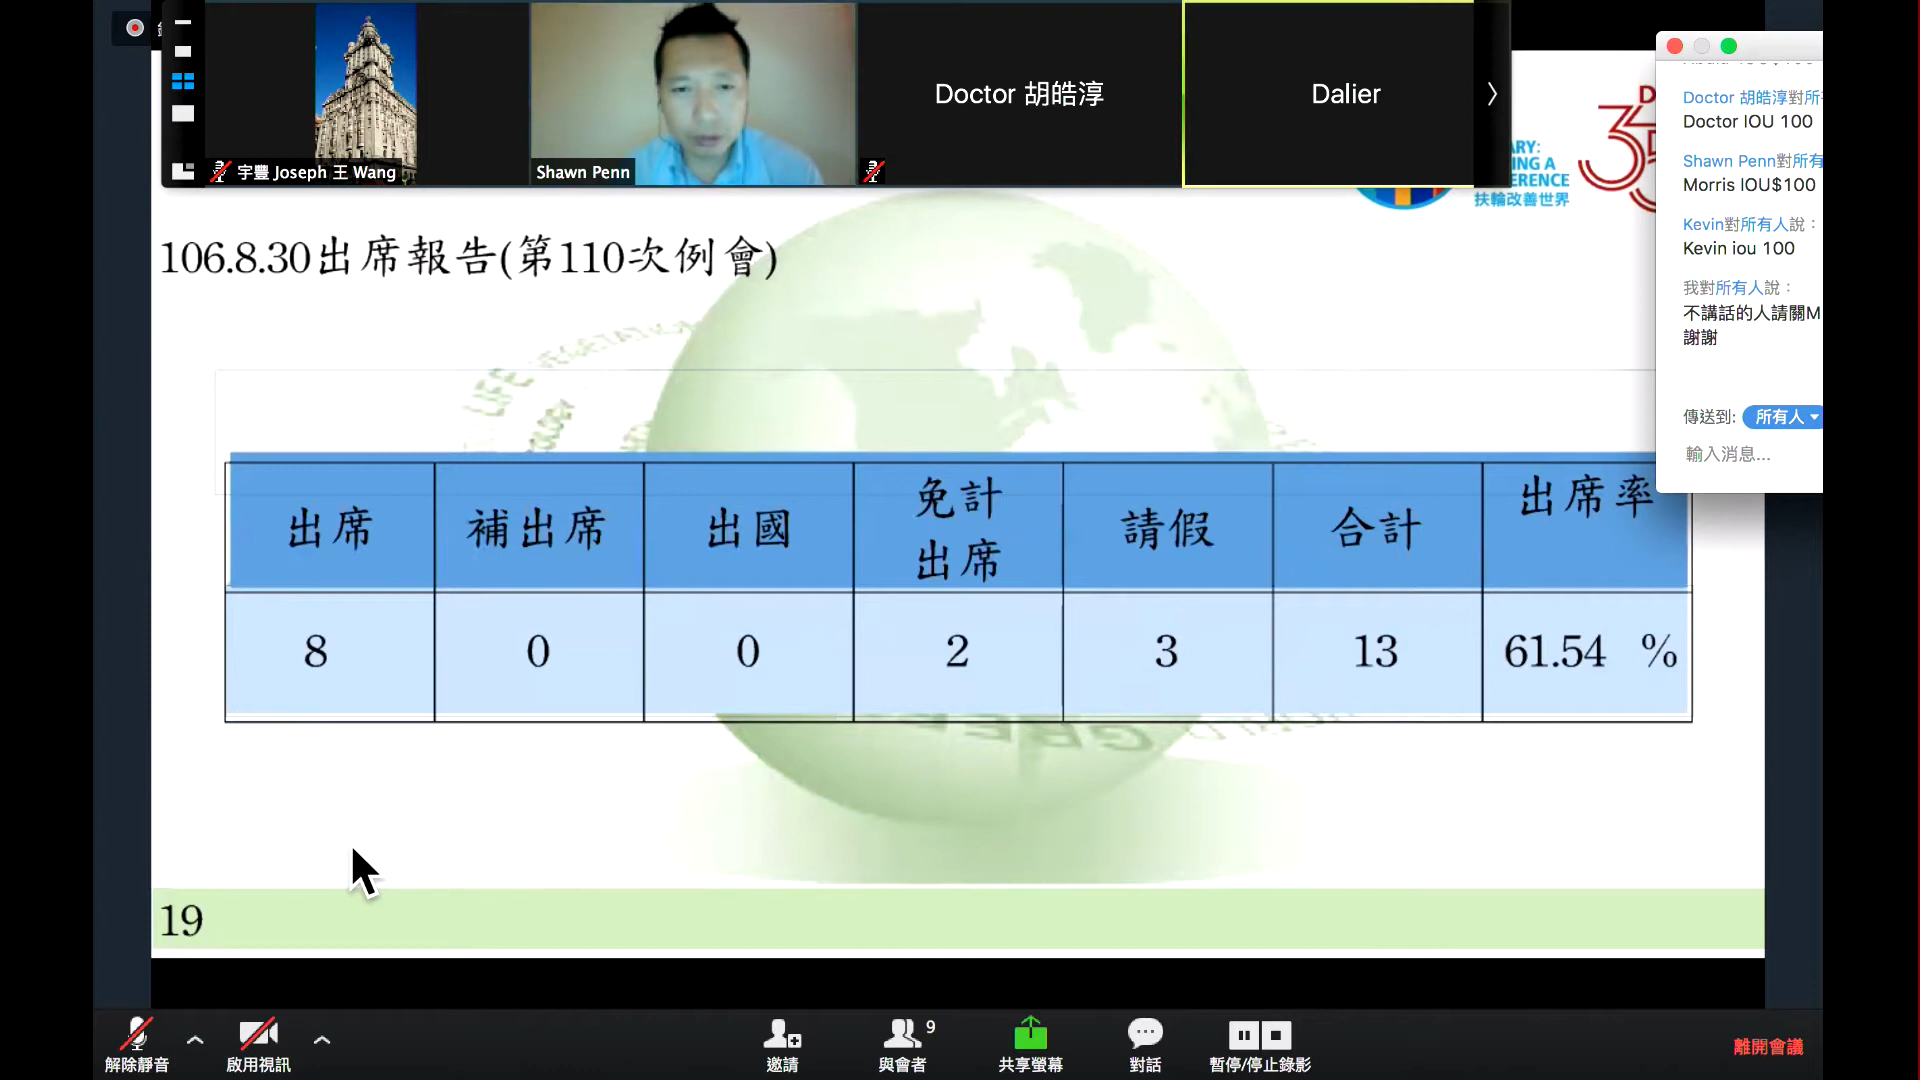 宇豐 Joseph 王 Wang
Shawn Penn
Doctor 胡皓淳
Dalier
扶輪改善世界
106.8.30出席報告(第110次例會)
出席
補出席
出國
免計
出席
請假
合計
出席率
8
0
0
2
3
13
61.54 %
19
Doctor 胡皓淳對所
Doctor IOU 100
Shawn Penn對所有
Morris IOU$100
Kevin對所有人說：
Kevin iou 100
我對所有人說：
不講話的人請關M
謝謝
傳送到: 所有人
輸入消息...
解除靜音
啟用視訊
邀請
與會者
9
共享螢幕
對話
暫停/停止錄影
離開會議